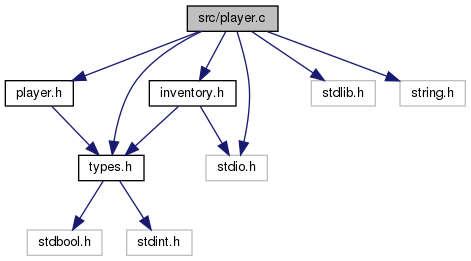 src/player.c
player.h
inventory.h
stdlib.h
string.h
types.h
stdio.h
stdbool.h
stdint.h